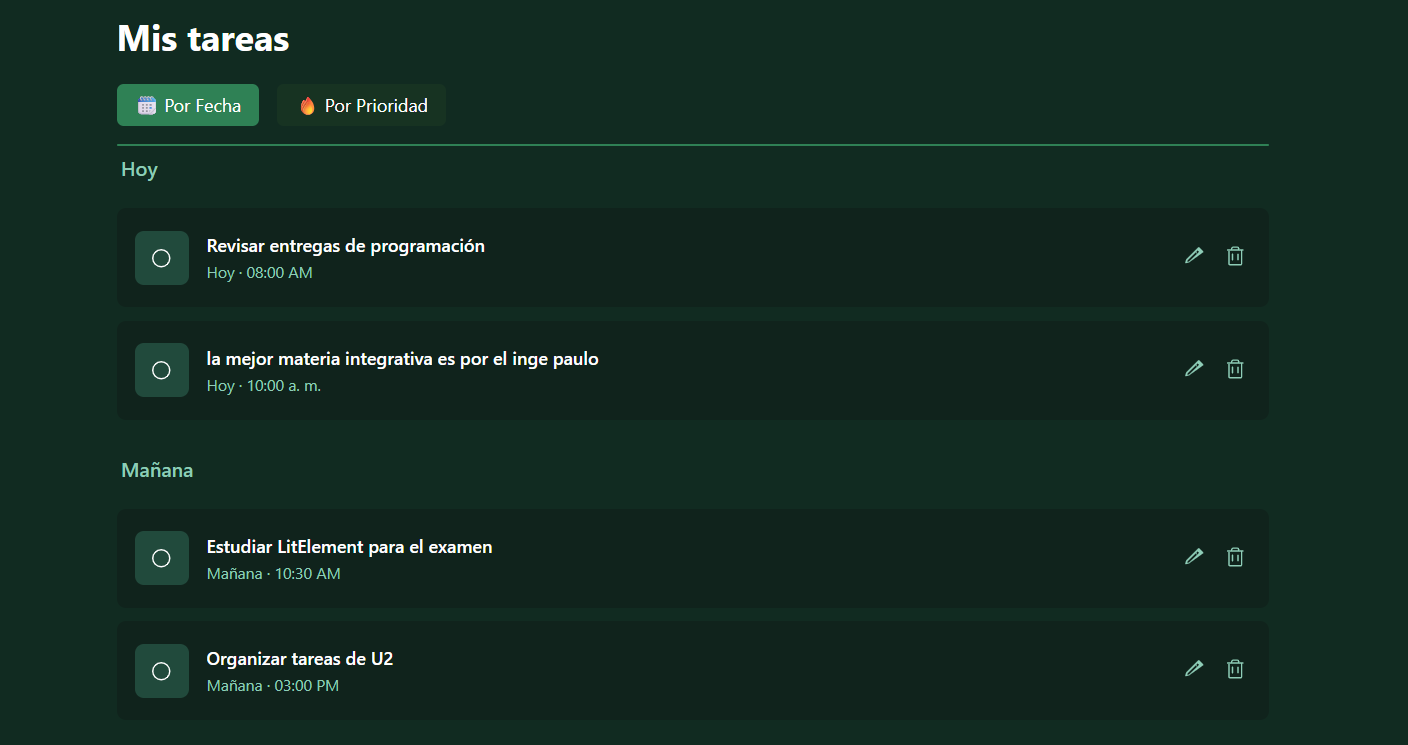 Mis tareas
Por Fecha
Por Prioridad
Hoy
Revisar entregas de programación
Hoy · 08:00 AM
la mejor materia integrativa es por el inge paulo
Hoy · 10:00 a. m.
Mañana
Estudiar LitElement para el examen
Mañana · 10:30 AM
Organizar tareas de U2
Mañana · 03:00 PM